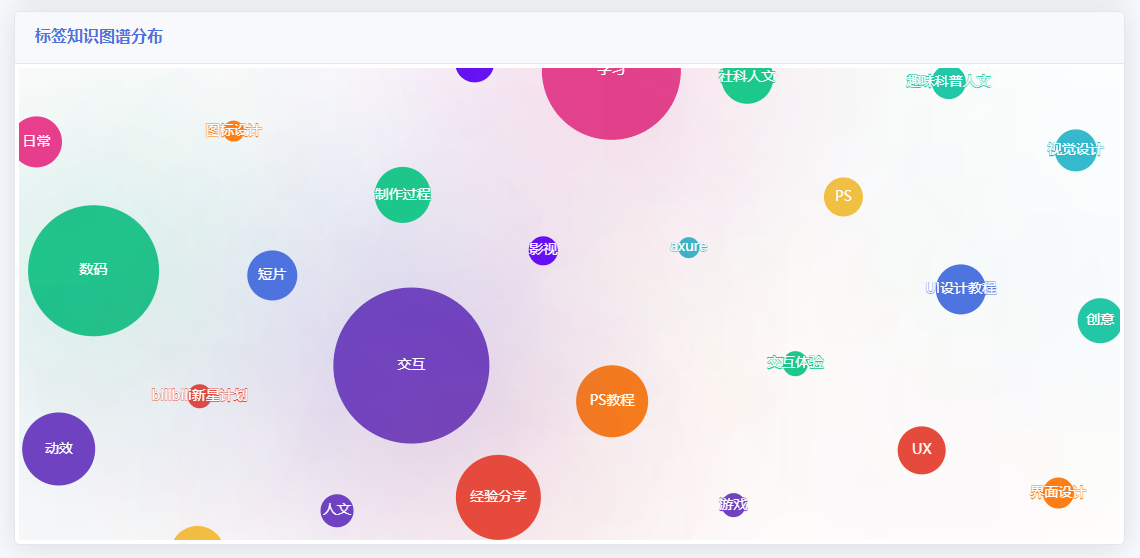 标签知识图谱分布
学习
社科人文
趣味科普人文
日常
图标设计
视觉设计
制作过程
PS
影视
axure
数码
短片
UI设计教程
创意
交互
交互体验
bilibili新星计划
PS教程
动效
UX
经验分享
界面设计
人文
游戏